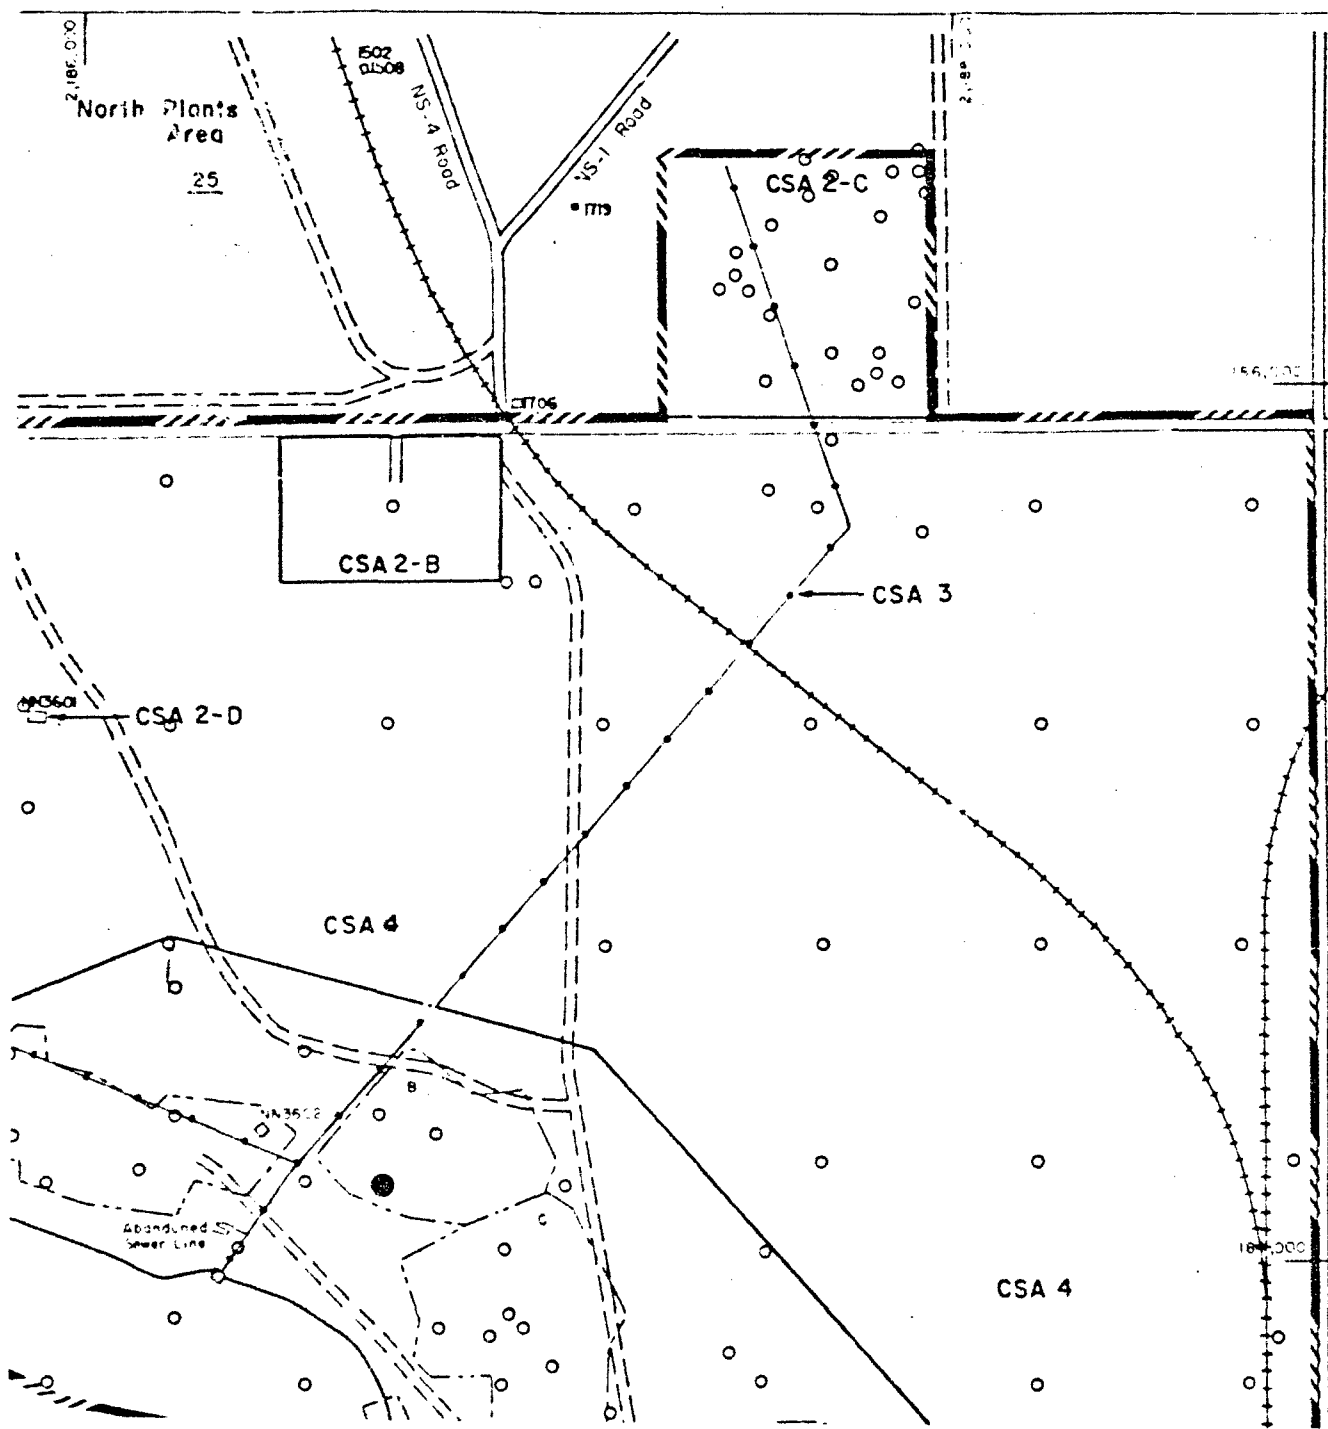 North Plants
Area
25
1502
NS-4 Road
NS-1 Road
1719
CSA 2-C
1706
CSA 2-B
CSA 3
CSA 2-D
CSA 4
B
NN3602
C
Abandoned
Sewer Line
CSA 4